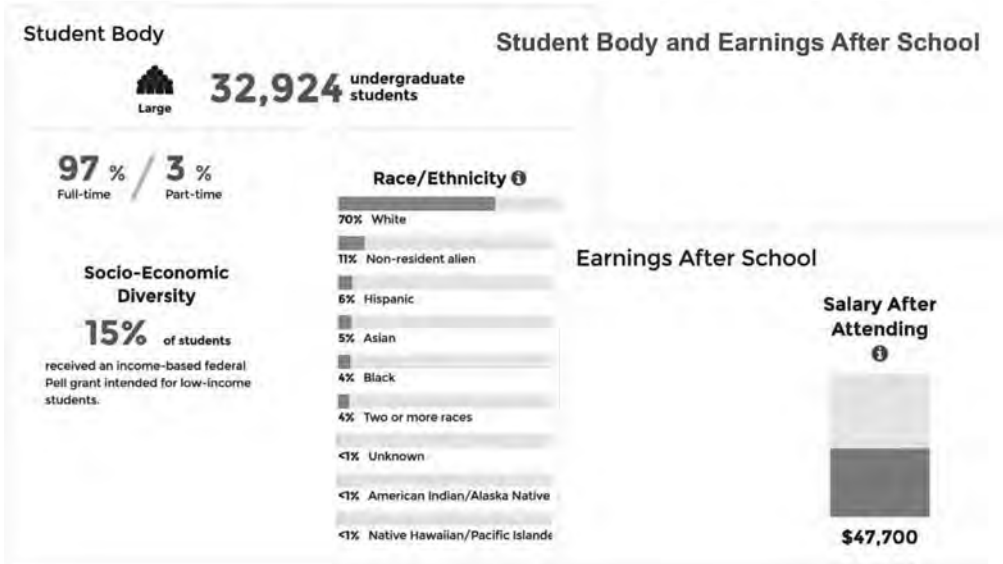 Student Body
Student Body and Earnings After School
Large
32,924 undergraduate
students
97 % / 3 %
Full-time Part-time
Socio-Economic
Diversity
15% of students
received an income-based federal
Pell grant intended for low-income
students.
Race/Ethnicity
70% White
11% Non-resident alien
6% Hispanic
5% Asian
4% Black
4% Two or more races
<1% Unknown
<1% American Indian/Alaska Native
<1% Native Hawaiian/Pacific Islande
Earnings After School
Salary After
Attending
$47,700